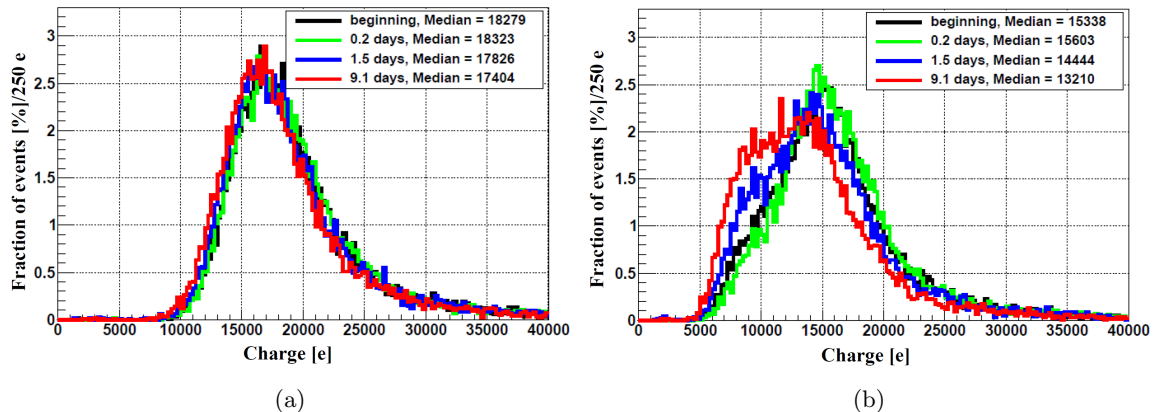 beginning, Median = 18279
0.2 days, Median = 18323
1.5 days, Median = 17826
9.1 days, Median = 17404
Fraction of events [%]/250 e
3
2.5
2
1.5
1
0.5
0
0 5000 10000 15000 20000 25000 30000 35000 40000
Charge [e]
(a)
beginning, Median = 15338
0.2 days, Median = 15603
1.5 days, Median = 14444
9.1 days, Median = 13210
Fraction of events [%]/250 e
3
2.5
2
1.5
1
0.5
0
0 5000 10000 15000 20000 25000 30000 35000 40000
Charge [e]
(b)